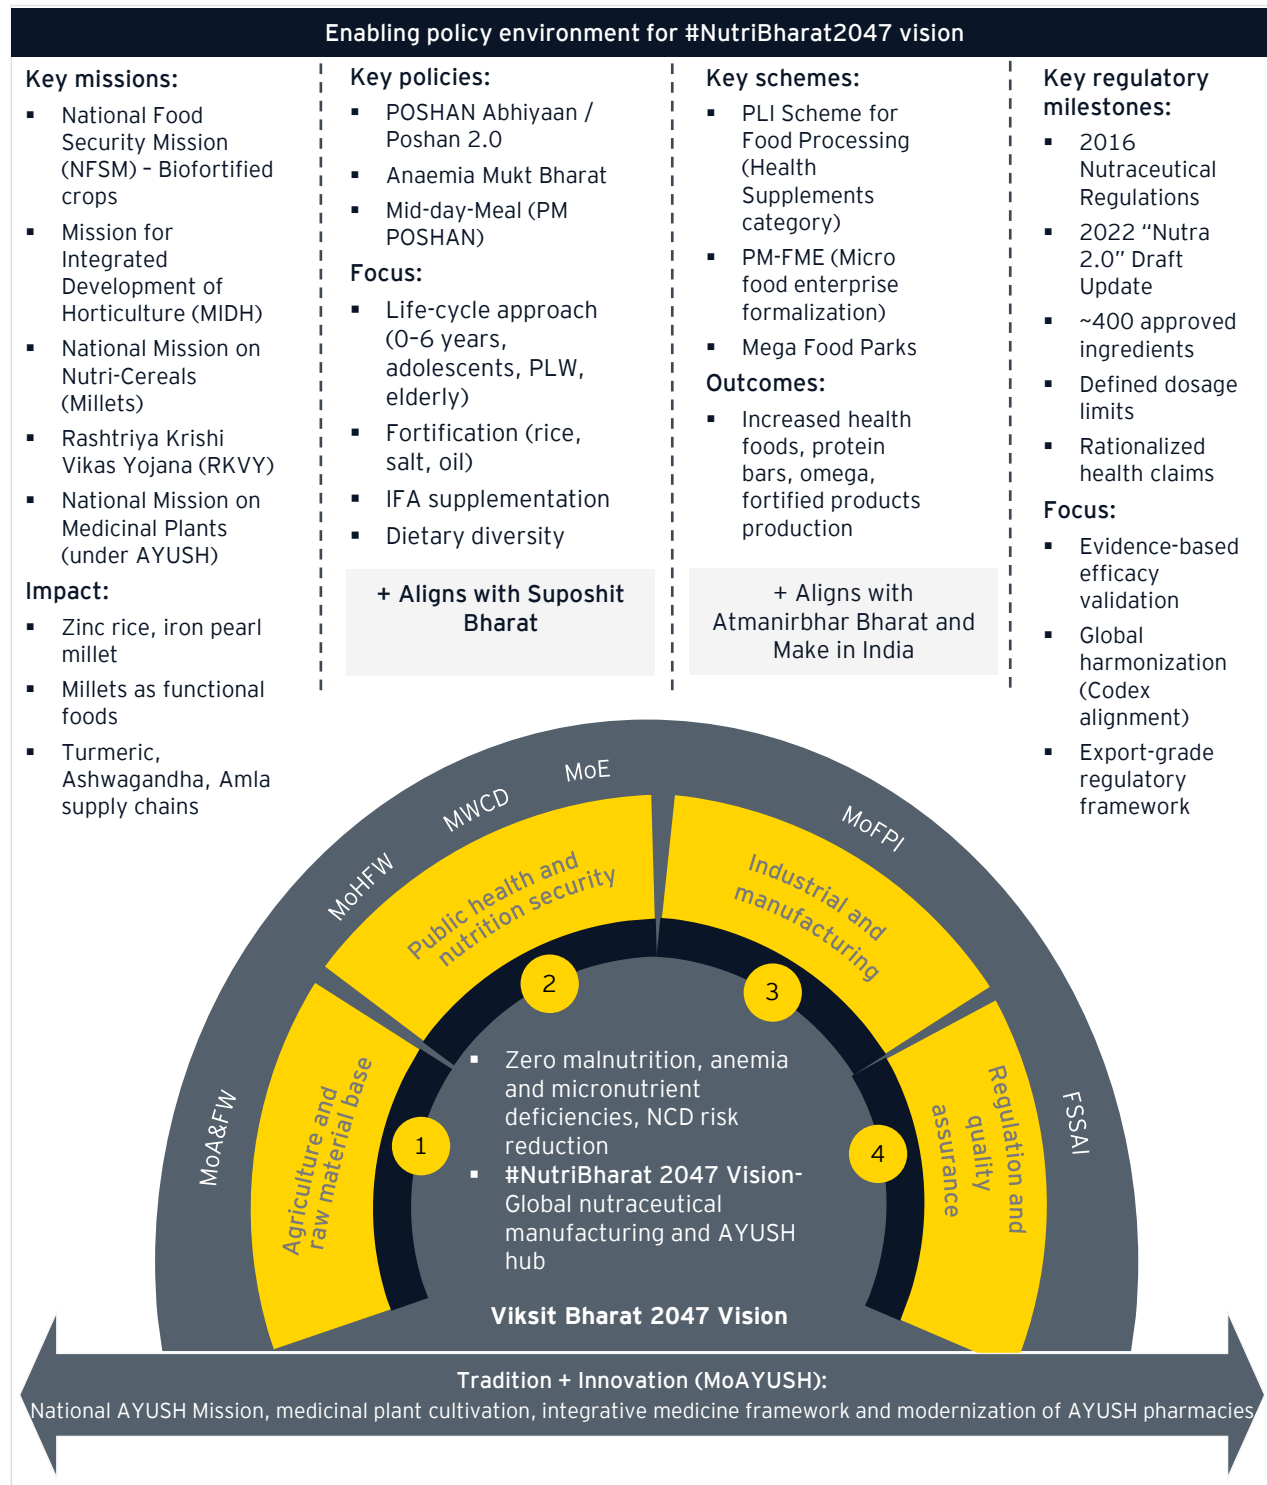 Enabling policy environment for #NutriBharat2047 vision
Key missions:
▪ National Food
Security Mission
(NFSM) – Biofortified
crops
▪ Mission for
Integrated
Development of
Horticulture (MIDH)
▪ National Mission on
Nutri-Cereals
(Millets)
▪ Rashtriya Krishi
Vikas Yojana (RKVY)
▪ National Mission on
Medicinal Plants
(under AYUSH)
Impact:
▪ Zinc rice, iron pearl
millet
▪ Millets as functional
foods
▪ Turmeric,
Ashwagandha, Amla
supply chains
Key policies:
▪ POSHAN Abhiyaan /
Poshan 2.0
▪ Anaemia Mukt Bharat
▪ Mid-day-Meal (PM
POSHAN)
Focus:
▪ Life-cycle approach
(0–6 years,
adolescents, PLW,
elderly)
▪ Fortification (rice,
salt, oil)
▪ IFA supplementation
▪ Dietary diversity
+ Aligns with Suposhit
Bharat
Key schemes:
▪ PLI Scheme for
Food Processing
(Health
Supplements
category)
▪ PM-FME (Micro
food enterprise
formalization)
▪ Mega Food Parks
Outcomes:
▪ Increased health
foods, protein
bars, omega,
fortified products
production
+ Aligns with
Atmanirbhar Bharat and
Make in India
Key regulatory
milestones:
▪ 2016
Nutraceutical
Regulations
▪ 2022 “Nutra
2.0” Draft
Update
▪ ~400 approved
ingredients
▪ Defined dosage
limits
▪ Rationalized
health claims
Focus:
▪ Evidence-based
efficacy
validation
▪ Global
harmonization
(Codex
alignment)
▪ Export-grade
regulatory
framework
MoA&FW
MoHFW
MWCD
MoE
MoFPI
FSSAI
Agriculture and
raw material base
1
Public health and
nutrition security
2
Industrial and
manufacturing
3
Regulation and
quality
assurance
4
▪ Zero malnutrition, anemia
and micronutrient
deficiencies, NCD risk
reduction
▪ #NutriBharat 2047 Vision-
Global nutraceutical
manufacturing and AYUSH
hub
Viksit Bharat 2047 Vision
Tradition + Innovation (MoAYUSH):
National AYUSH Mission, medicinal plant cultivation, integrative medicine framework and modernization of AYUSH pharmacies